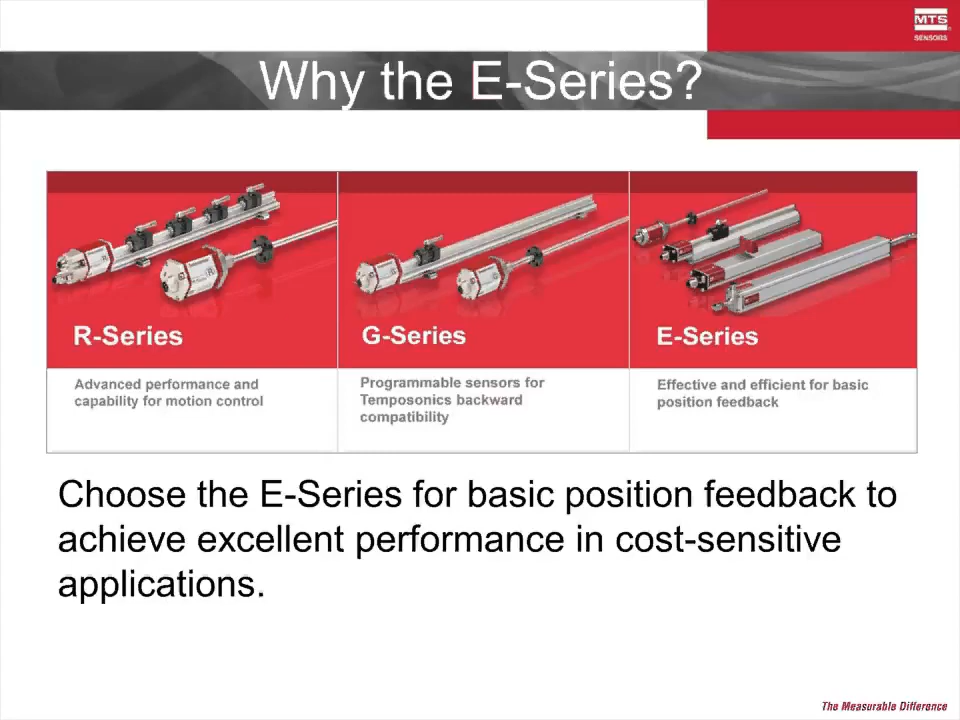 MTS
SENSORS
Why the E-Series?
R-Series
G-Series
E-Series
Advanced performance and
capability for motion control
Programmable sensors for
Temposonics backward
compatibility
Effective and efficient for basic
position feedback
Choose the E-Series for basic position feedback to
achieve excellent performance in cost-sensitive
applications.
The Measurable Difference